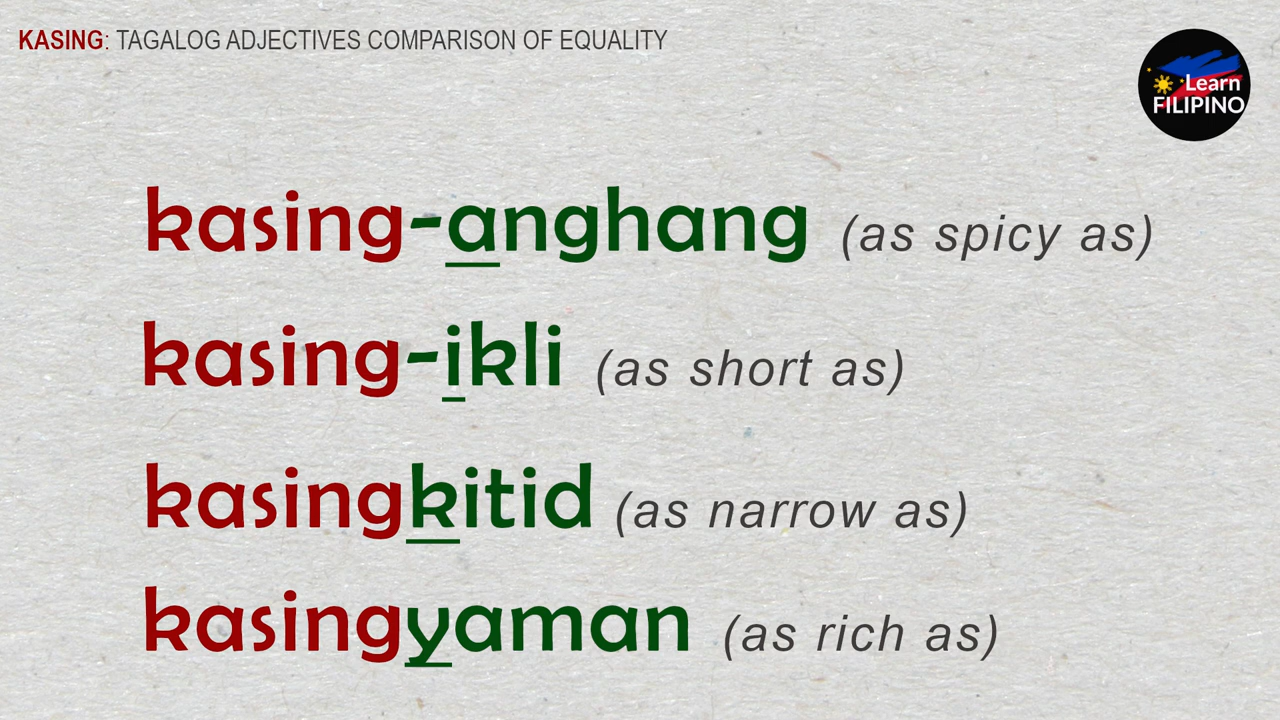 KASING: TAGALOG ADJECTIVES COMPARISON OF EQUALITY
Learn
FILIPINO
kasing-anghang (as spicy as)
kasing-ikli (as short as)
kasingkitid (as narrow as)
kasingyaman (as rich as)